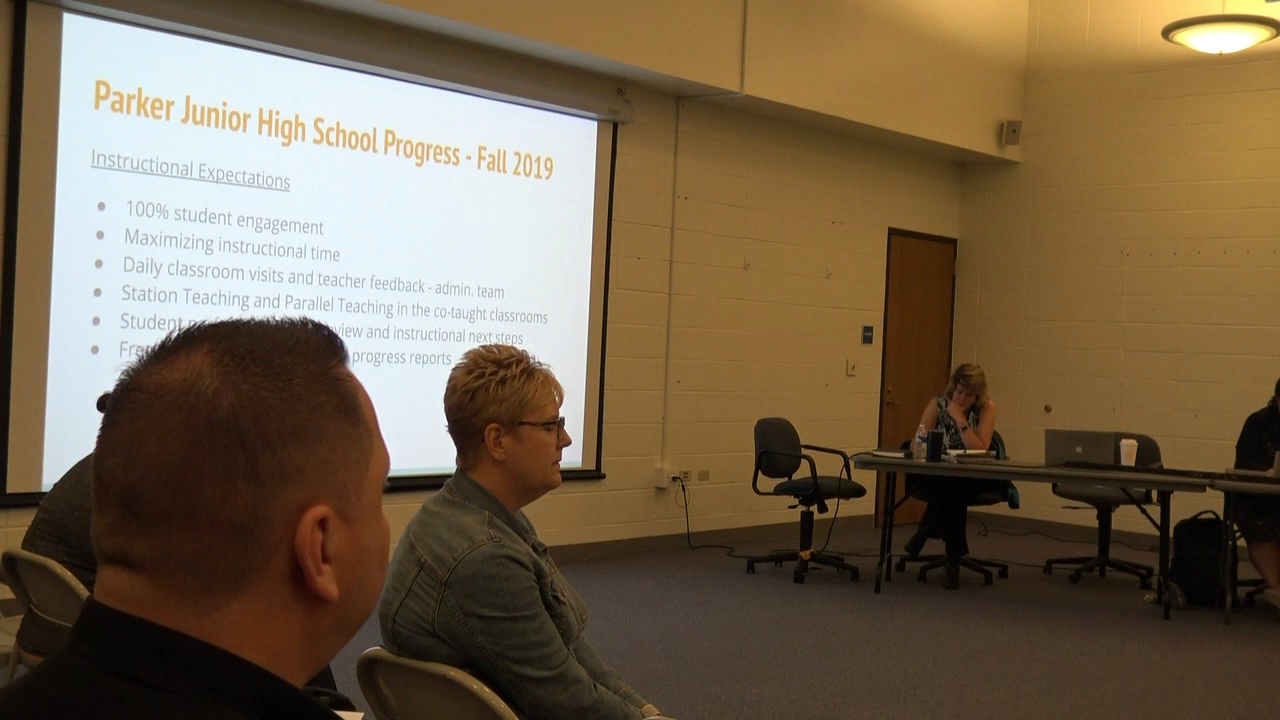 Parker Junior High School Progress - Fall 2019
Instructional Expectations
100% student engagement
Maximizing instructional time
Daily classroom visits and teacher feedback - admin. team
Station Teaching and Parallel Teaching in the co-taught classrooms
Student and instructional next steps
progress reports